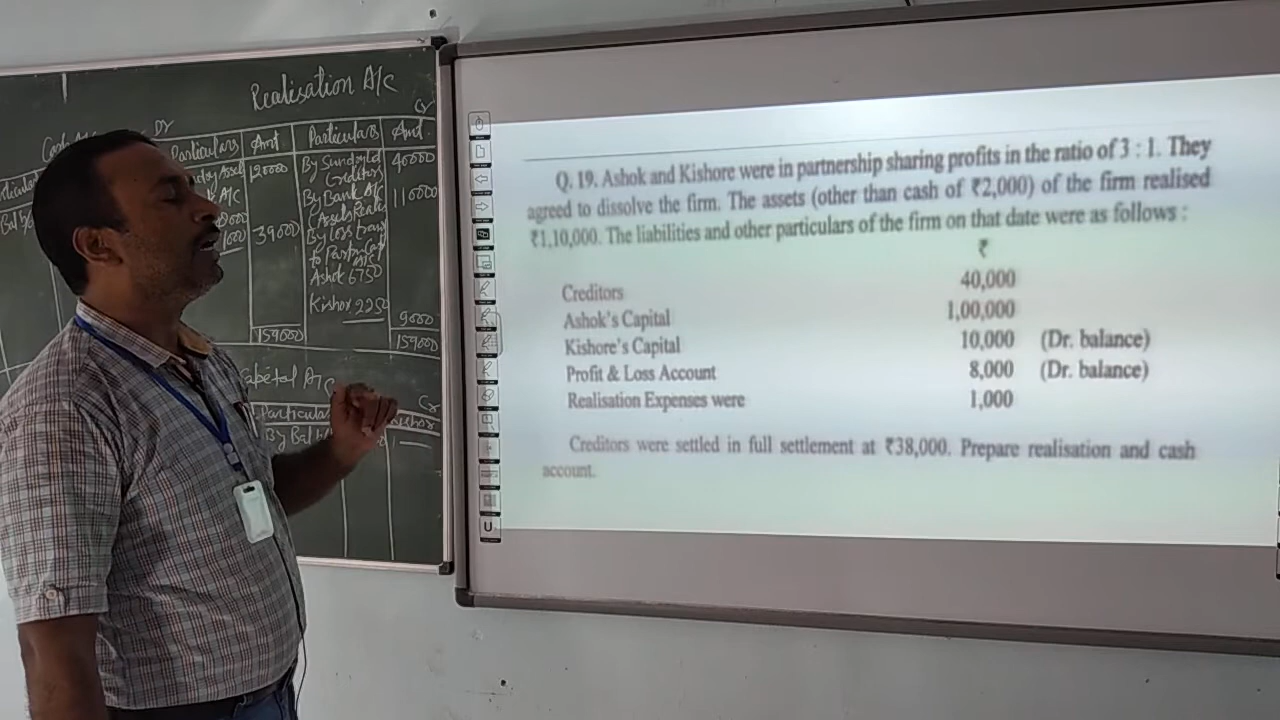 Realisation A/c
Dr
Cr
Particulars Amt Particulars Amt.
120000 By Sundry
Creditors 40000
A/C By Bank A/C 110000
39000 By Loss
Ashok 6750
Kishor 2250
9000
159000 159000
Capital A/c
Cr
Particulars Kishor
By Bal
Q. 19. Ashok and Kishore were in partnership sharing profits in the ratio of 3 : 1. They
agreed to dissolve the firm. The assets (other than cash of ₹2,000) of the firm realised
₹1,10,000. The liabilities and other particulars of the firm on that date were as follows :
₹
Creditors 40,000
Ashok's Capital 1,00,000
Kishore's Capital 10,000 (Dr. balance)
Profit & Loss Account 8,000 (Dr. balance)
Realisation Expenses were 1,000
Creditors were settled in full settlement at ₹38,000. Prepare realisation and cash
account.
U